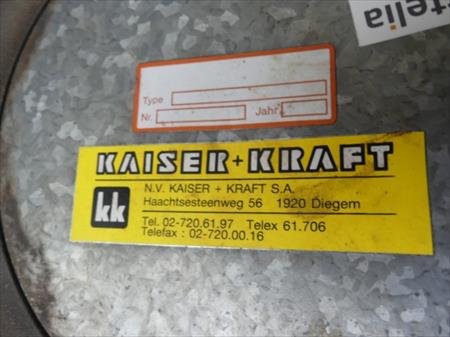 telia
Type
Nr. Jahr
KAISER+KRAFT
kk
N.V. KAISER + KRAFT S.A.
Haachtsesteenweg 56 1920 Diegem
Tel. 02-720.61.97 Telex 61.706
Telefax : 02-720.00.16